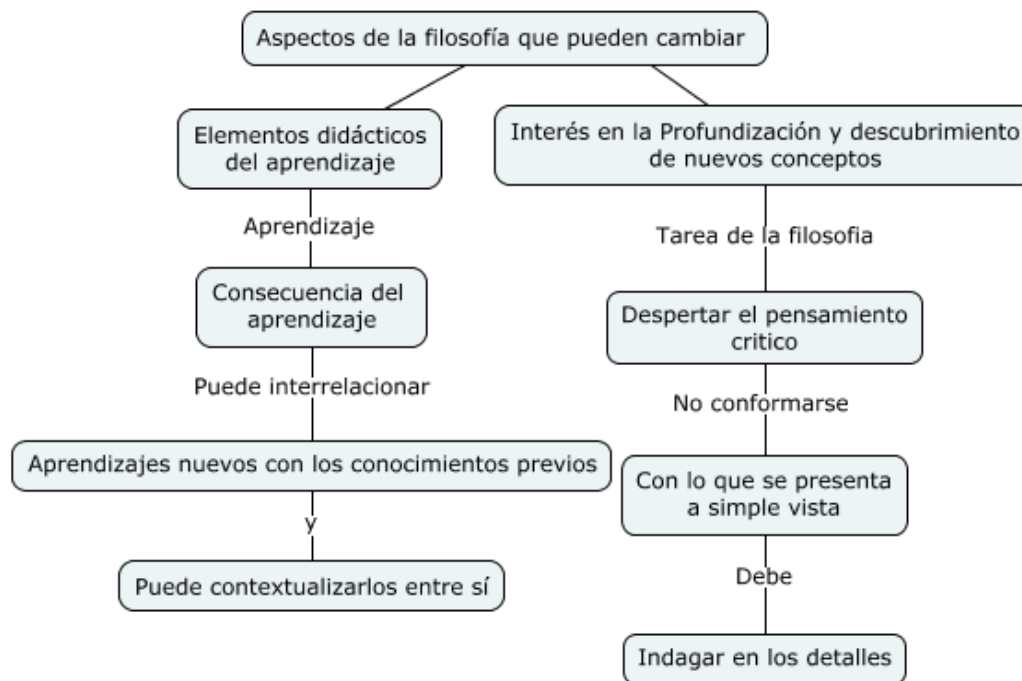 Aspectos de la filosofía que pueden cambiar
Elementos didácticos
del aprendizaje
Aprendizaje
Consecuencia del
aprendizaje
Puede interrelacionar
Aprendizajes nuevos con los conocimientos previos
y
Puede contextualizarlos entre sí
Interés en la Profundización y descubrimiento
de nuevos conceptos
Tarea de la filosofia
Despertar el pensamiento
critico
No conformarse
Con lo que se presenta
a simple vista
Debe
Indagar en los detalles